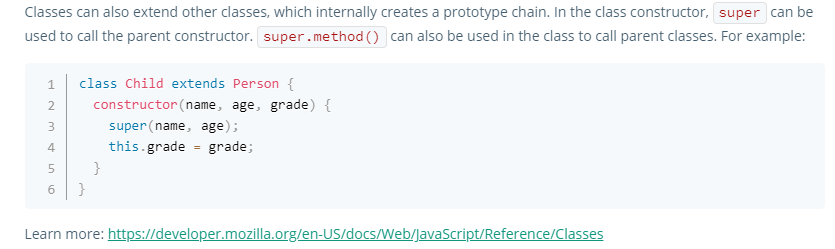 Classes can also extend other classes, which internally creates a prototype chain. In the class constructor, super can be
used to call the parent constructor. super.method() can also be used in the class to call parent classes. For example:
1 class Child extends Person {
2   constructor(name, age, grade) {
3     super(name, age);
4     this.grade = grade;
5   }
6 }
Learn more: https://developer.mozilla.org/en-US/docs/Web/JavaScript/Reference/Classes